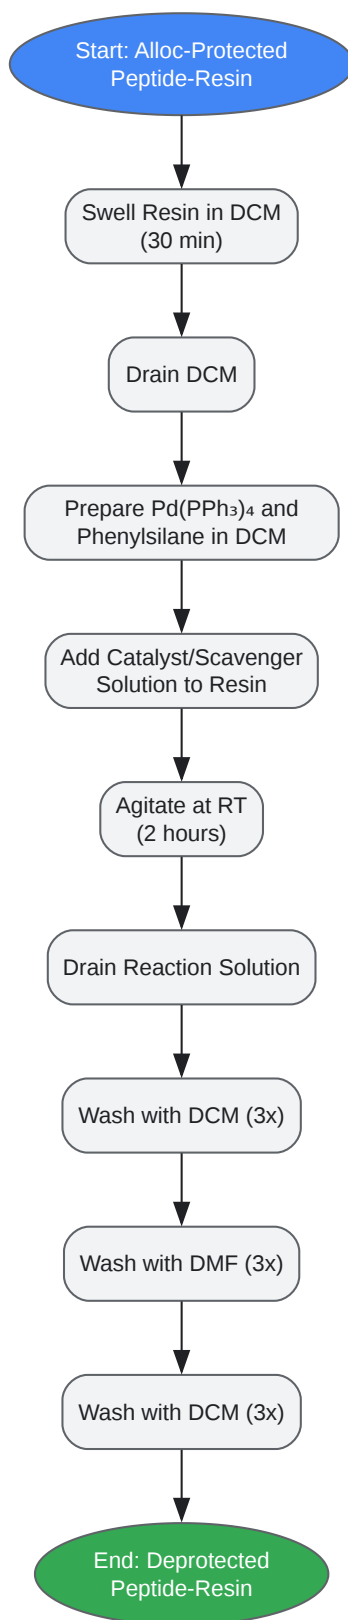 Start: Alloc-Protected
Peptide-Resin
Swell Resin in DCM
(30 min)
Drain DCM
Prepare Pd(PPh₃)₄ and
Phenylsilane in DCM
Add Catalyst/Scavenger
Solution to Resin
Agitate at RT
(2 hours)
Drain Reaction Solution
Wash with DCM (3x)
Wash with DMF (3x)
Wash with DCM (3x)
End: Deprotected
Peptide-Resin